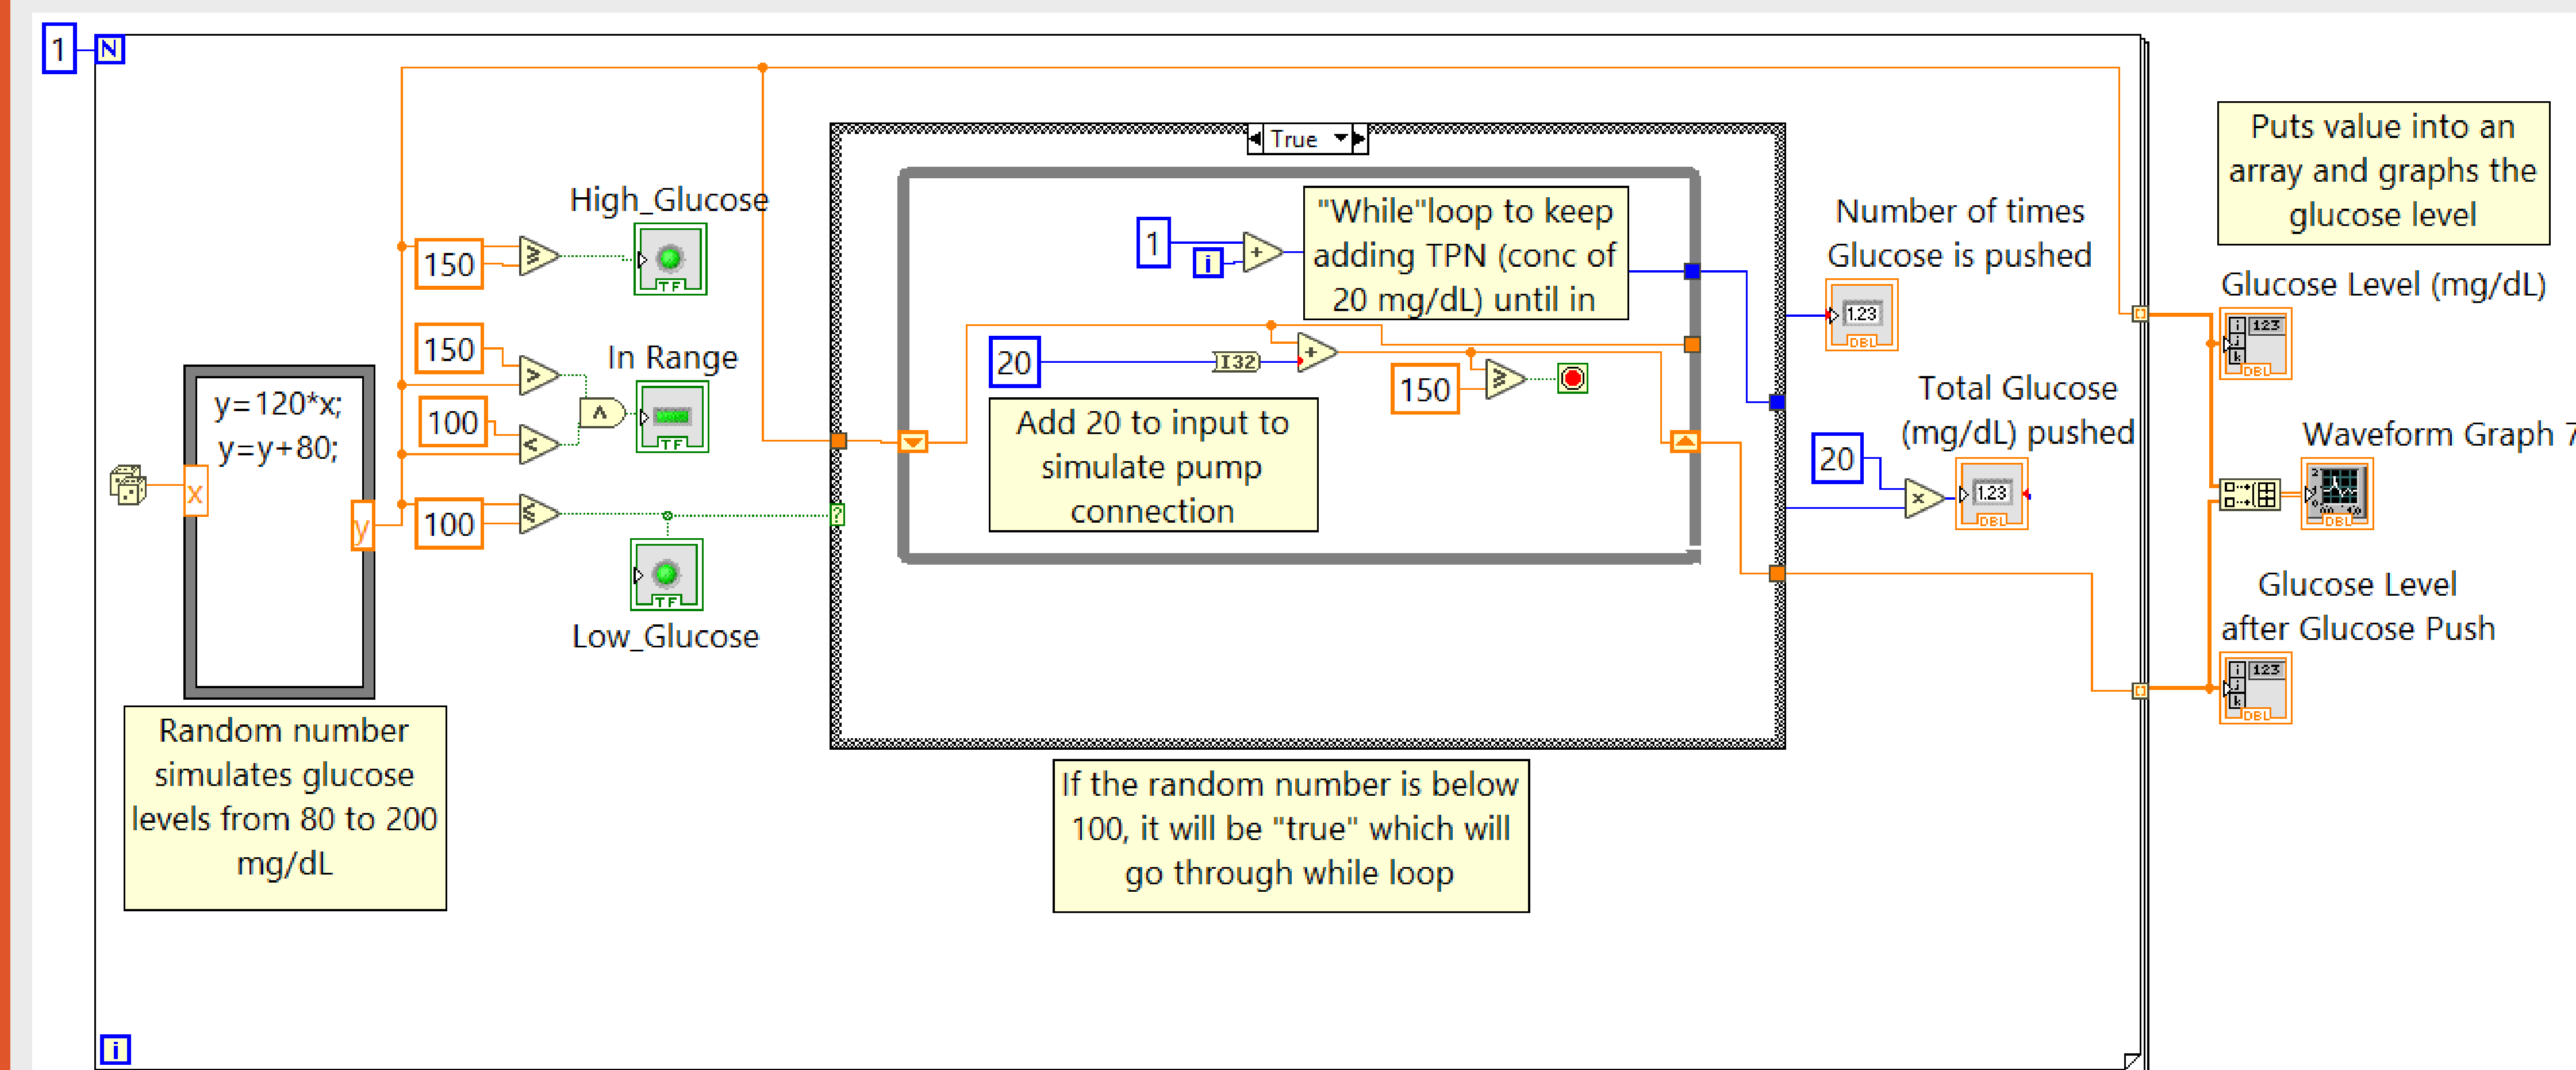 1
N
True
Puts value into an
array and graphs the
glucose level
High_Glucose
150
TF
1
i
"While"loop to keep
adding TPN (conc of
20 mg/dL) until in
Number of times
Glucose is pushed
1.23
DBL
Glucose Level (mg/dL)
i
j
k
123
DBL
150
In Range
100
TF
20
I32
150
Add 20 to input to
simulate pump
connection
Total Glucose
(mg/dL) pushed
20
1.23
DBL
Waveform Graph 7
DBL
y=120*x;
y=y+80;
x
y
100
?
TF
Low_Glucose
Glucose Level
after Glucose Push
i
j
k
123
DBL
Random number
simulates glucose
levels from 80 to 200
mg/dL
If the random number is below
100, it will be "true" which will
go through while loop
i